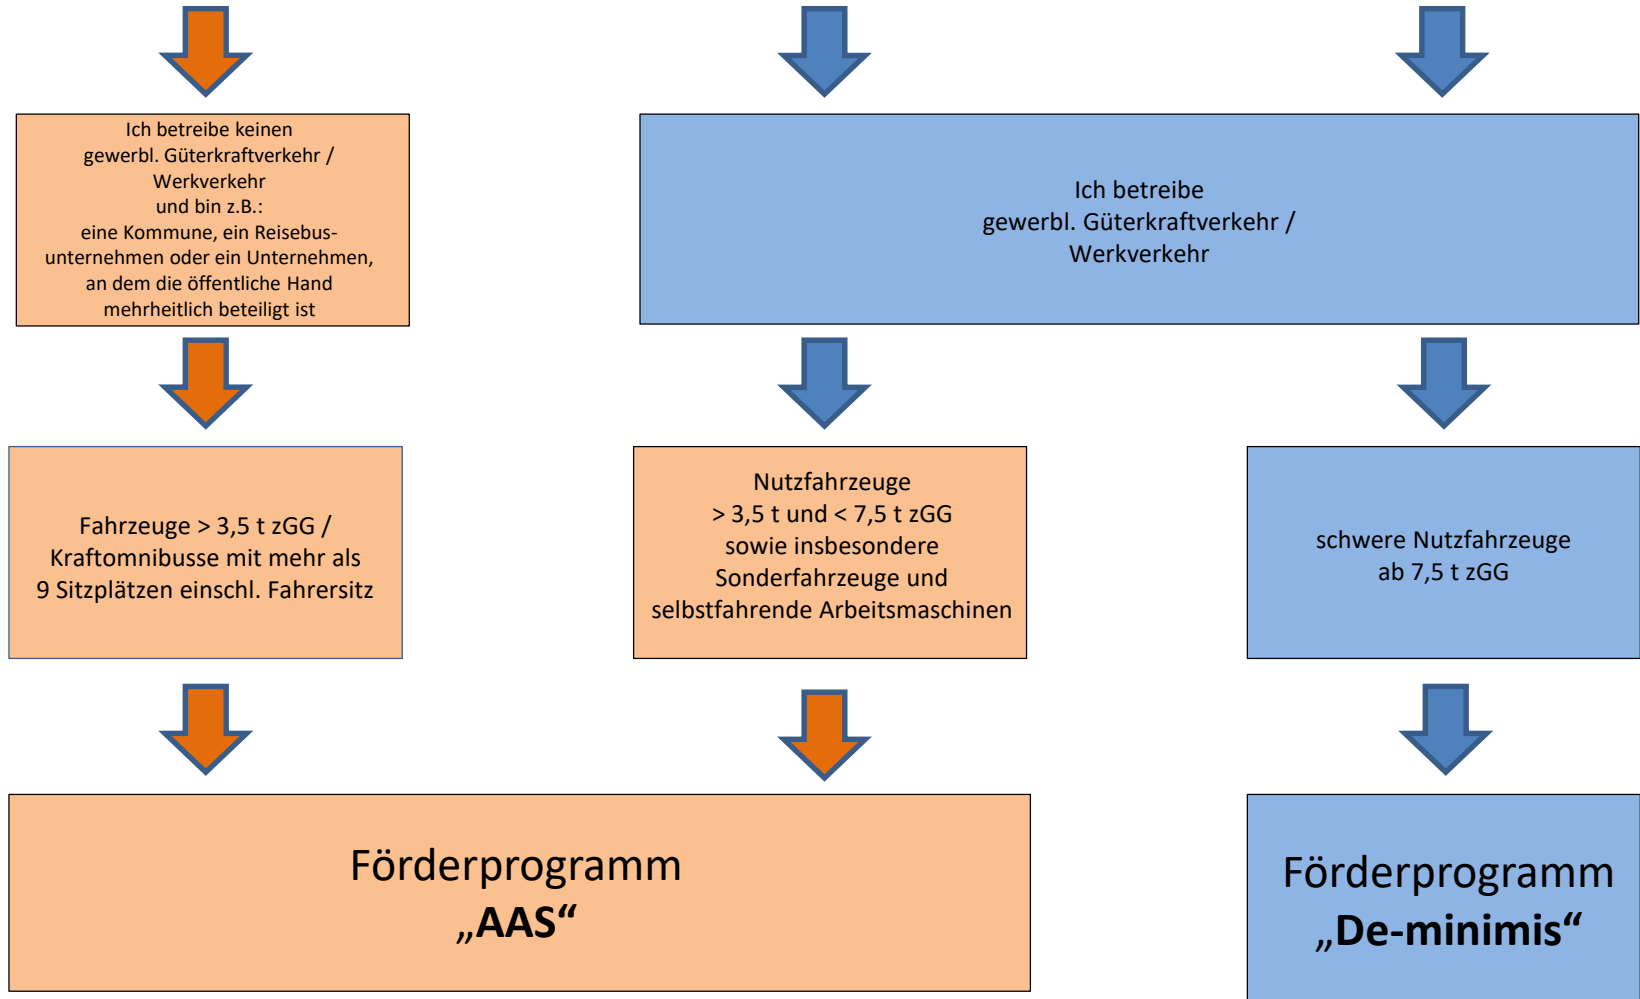 Ich betreibe keinen
gewerbl. Güterkraftverkehr /
Werkverkehr
und bin z.B.:
eine Kommune, ein Reisebus-
unternehmen oder ein Unternehmen,
an dem die öffentliche Hand
mehrheitlich beteiligt ist
Ich betreibe
gewerbl. Güterkraftverkehr /
Werkverkehr
Fahrzeuge > 3,5 t zGG /
Kraftomnibusse mit mehr als
9 Sitzplätzen einschl. Fahrersitz
Nutzfahrzeuge
> 3,5 t und < 7,5 t zGG
sowie insbesondere
Sonderfahrzeuge und
selbstfahrende Arbeitsmaschinen
schwere Nutzfahrzeuge
ab 7,5 t zGG
Förderprogramm
„AAS“
Förderprogramm
„De-minimis“